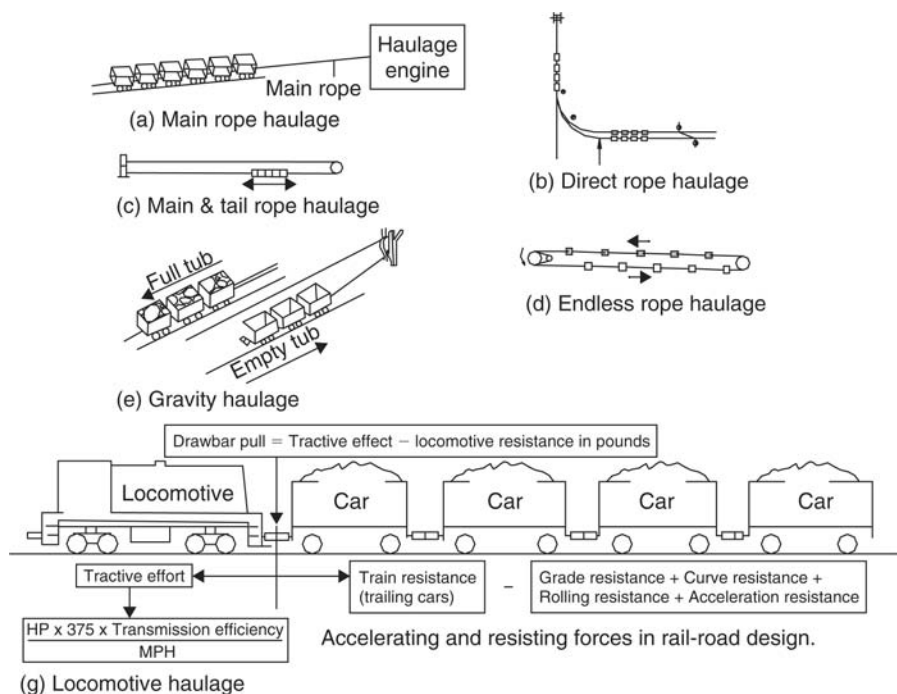 Haulage
engine
Main rope
(a) Main rope haulage
(b) Direct rope haulage
(c) Main & tail rope haulage
(d) Endless rope haulage
Full tub
Empty tub
(e) Gravity haulage
Drawbar pull = Tractive effect – locomotive resistance in pounds
Locomotive
Car
Car
Car
Car
Tractive effort
Train resistance
(trailing cars)
–
Grade resistance + Curve resistance +
Rolling resistance + Acceleration resistance
HP x 375 x Transmission efficiency
MPH
Accelerating and resisting forces in rail-road design.
(g) Locomotive haulage